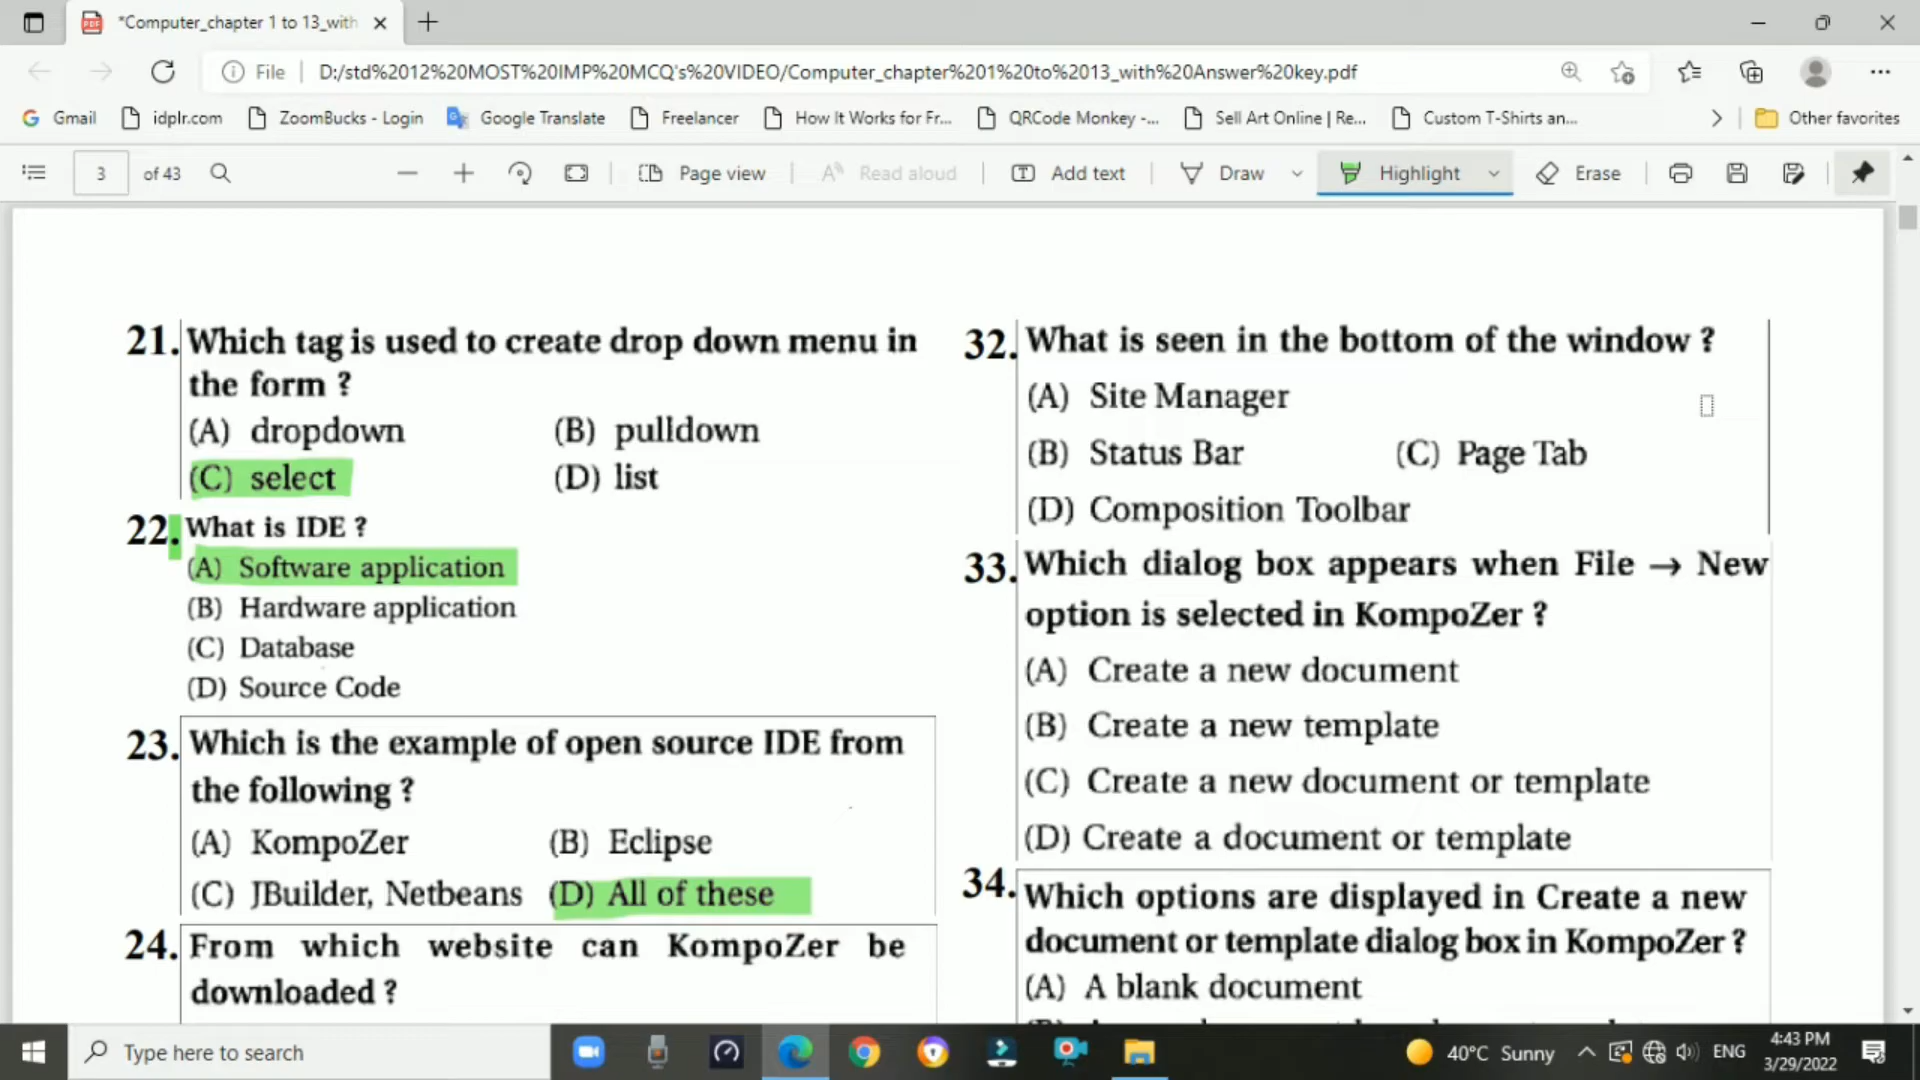 *Computer_chapter 1 to 13_with
File D:/std%2012%20MOST%20IMP%20MCQ's%20VIDEO/Computer_chapter%201%20to%2013_with%20Answer%20key.pdf
Gmail idplr.com ZoomBucks - Login Google Translate Freelancer How It Works for Fr... QRCode Monkey -... Sell Art Online | Re... Custom T-Shirts an... Other favorites
3 of 43 Page view Read aloud Add text Draw Highlight Erase
21. Which tag is used to create drop down menu in
the form ?
(A) dropdown (B) pulldown
(C) select (D) list
22. What is IDE ?
(A) Software application
(B) Hardware application
(C) Database
(D) Source Code
23. Which is the example of open source IDE from
the following ?
(A) KompoZer (B) Eclipse
(C) JBuilder, Netbeans (D) All of these
24. From which website can KompoZer be
downloaded ?
32. What is seen in the bottom of the window ?
(A) Site Manager
(B) Status Bar (C) Page Tab
(D) Composition Toolbar
33. Which dialog box appears when File → New
option is selected in KompoZer ?
(A) Create a new document
(B) Create a new template
(C) Create a new document or template
(D) Create a document or template
34. Which options are displayed in Create a new
document or template dialog box in KompoZer ?
(A) A blank document
Type here to search 40°C Sunny ENG 4:43 PM
3/29/2022